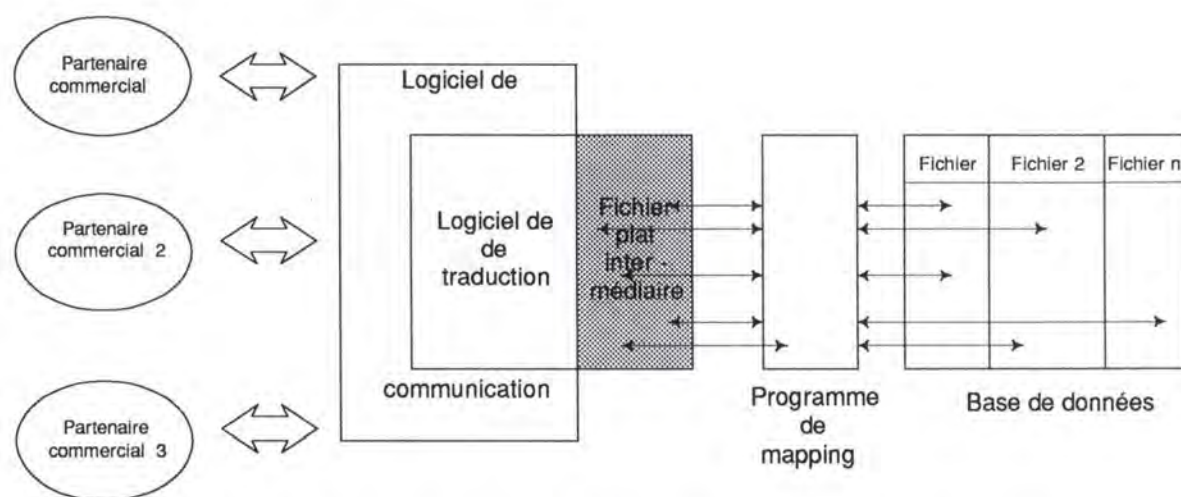 Partenaire
commercial
Logiciel de
Fichier
Fichier 2
Fichier n
Partenaire
commercial 2
Logiciel de
de
traduction
Fichier
plat
inter -
médiaire
communication
Programme
de
mapping
Base de données
Partenaire
commercial 3